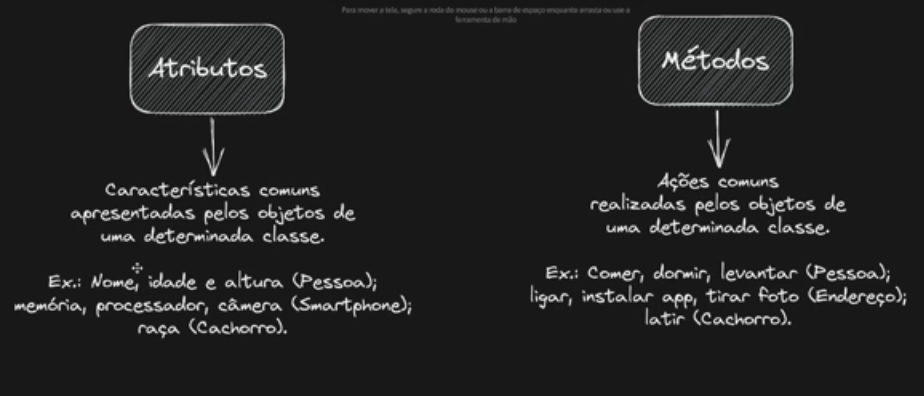 Para mover a tela, segure a roda do mouse ou a barra de espaço enquanto arrasta ou use a
ferramenta de mão
Atributos
Características comuns
apresentadas pelos objetos de
uma determinada classe.
Ex.: Nome, idade e altura (Pessoa);
memória, processador, câmera (Smartphone);
raça (Cachorro).
Métodos
Ações comuns
realizadas pelos objetos de
uma determinada classe.
Ex.: Comer, dormir, levantar (Pessoa);
ligar, instalar app, tirar foto (Endereço);
latir (Cachorro).